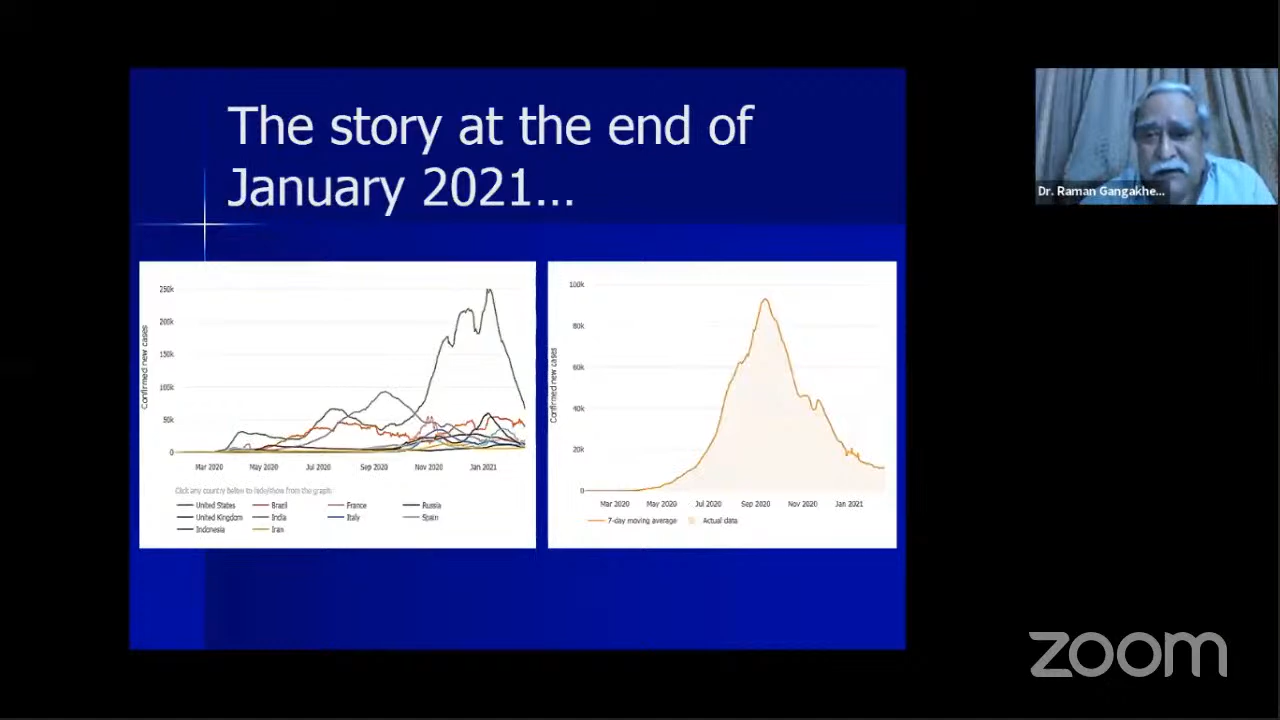 The story at the end of
January 2021...
Confirmed new cases
250k
200k
150k
100k
50k
0
Mar 2020 May 2020 Jul 2020 Sep 2020 Nov 2020 Jan 2021
Click any country below to hide/show from the graph:
United States Brazil France Russia
United Kingdom India Italy Spain
Indonesia Iran
Confirmed new cases
100k
80k
60k
40k
20k
0
Mar 2020 May 2020 Jul 2020 Sep 2020 Nov 2020 Jan 2021
7-day moving average Actual data
Dr. Raman Gangakhe...
zoom